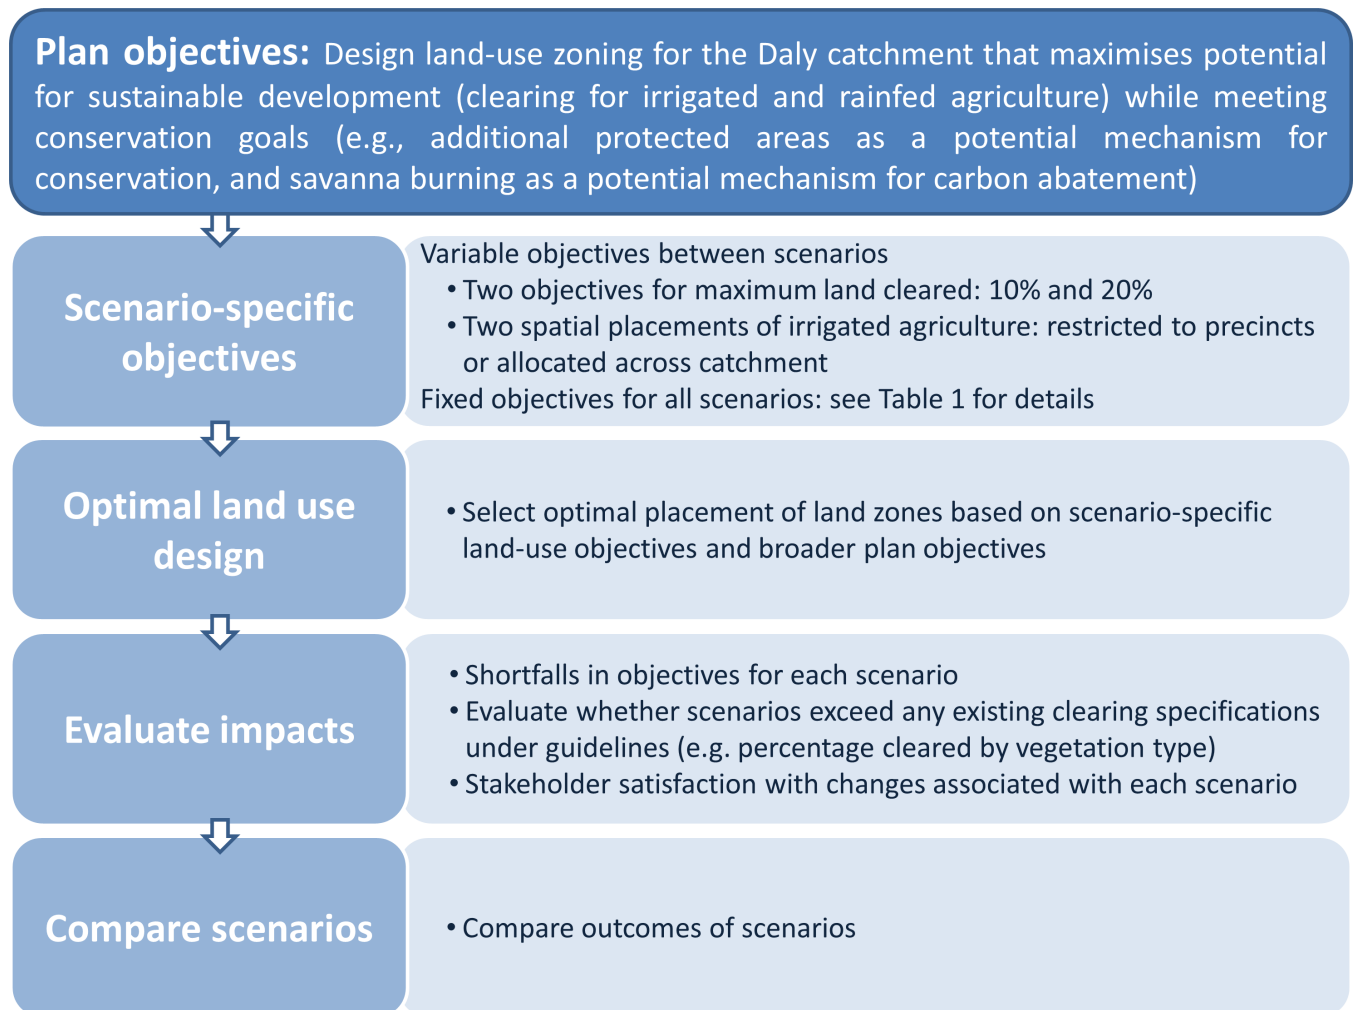 Plan objectives: Design land-use zoning for the Daly catchment that maximises potential
for sustainable development (clearing for irrigated and rainfed agriculture) while meeting
conservation goals (e.g., additional protected areas as a potential mechanism for
conservation, and savanna burning as a potential mechanism for carbon abatement)
Scenario-specific
objectives
Variable objectives between scenarios
• Two objectives for maximum land cleared: 10% and 20%
• Two spatial placements of irrigated agriculture: restricted to precincts
or allocated across catchment
Fixed objectives for all scenarios: see Table 1 for details
Optimal land use
design
• Select optimal placement of land zones based on scenario-specific
land-use objectives and broader plan objectives
Evaluate impacts
• Shortfalls in objectives for each scenario
• Evaluate whether scenarios exceed any existing clearing specifications
under guidelines (e.g. percentage cleared by vegetation type)
• Stakeholder satisfaction with changes associated with each scenario
Compare scenarios
• Compare outcomes of scenarios